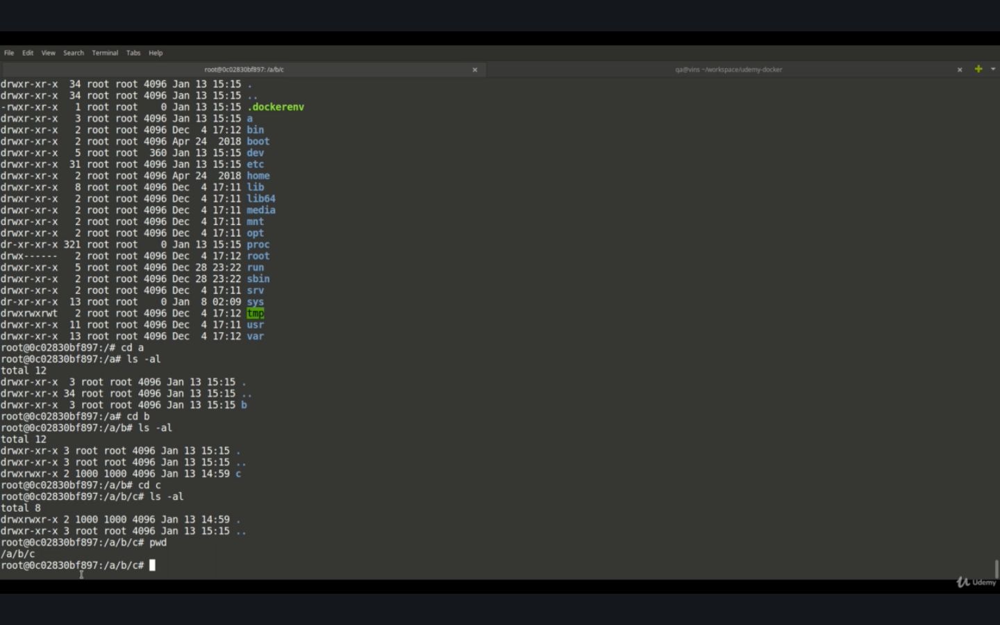 File Edit View Search Terminal Tabs Help
root@0c02830bf897: /a/b/c
qa@vins ~/workspace/udemy-docker
drwxr-xr-x  34 root root 4096 Jan 13 15:15 .
drwxr-xr-x  34 root root 4096 Jan 13 15:15 ..
-rwxr-xr-x   1 root root    0 Jan 13 15:15 .dockerenv
drwxr-xr-x   3 root root 4096 Jan 13 15:15 a
drwxr-xr-x   2 root root 4096 Dec  4 17:12 bin
drwxr-xr-x   2 root root 4096 Apr 24  2018 boot
drwxr-xr-x   5 root root  360 Jan 13 15:15 dev
drwxr-xr-x  31 root root 4096 Jan 13 15:15 etc
drwxr-xr-x   2 root root 4096 Apr 24  2018 home
drwxr-xr-x   8 root root 4096 Dec  4 17:11 lib
drwxr-xr-x   2 root root 4096 Dec  4 17:11 lib64
drwxr-xr-x   2 root root 4096 Dec  4 17:11 media
drwxr-xr-x   2 root root 4096 Dec  4 17:11 mnt
drwxr-xr-x   2 root root 4096 Dec  4 17:11 opt
dr-xr-xr-x 321 root root    0 Jan 13 15:15 proc
drwx------   2 root root 4096 Dec  4 17:12 root
drwxr-xr-x   5 root root 4096 Dec 28 23:22 run
drwxr-xr-x   2 root root 4096 Dec 28 23:22 sbin
drwxr-xr-x   2 root root 4096 Dec  4 17:11 srv
dr-xr-xr-x  13 root root    0 Jan  8 02:09 sys
drwxrwxrwt   2 root root 4096 Dec  4 17:12 tmp
drwxr-xr-x  11 root root 4096 Dec  4 17:11 usr
drwxr-xr-x  13 root root 4096 Dec  4 17:12 var
root@0c02830bf897:/# cd a
root@0c02830bf897:/a# ls -al
total 12
drwxr-xr-x  3 root root 4096 Jan 13 15:15 .
drwxr-xr-x 34 root root 4096 Jan 13 15:15 ..
drwxr-xr-x  3 root root 4096 Jan 13 15:15 b
root@0c02830bf897:/a# cd b
root@0c02830bf897:/a/b# ls -al
total 12
drwxr-xr-x 3 root root 4096 Jan 13 15:15 .
drwxr-xr-x 3 root root 4096 Jan 13 15:15 ..
drwxrwxr-x 2 1000 1000 4096 Jan 13 14:59 c
root@0c02830bf897:/a/b# cd c
root@0c02830bf897:/a/b/c# ls -al
total 8
drwxrwxr-x 2 1000 1000 4096 Jan 13 14:59 .
drwxr-xr-x 3 root root 4096 Jan 13 15:15 ..
root@0c02830bf897:/a/b/c# pwd
/a/b/c
root@0c02830bf897:/a/b/c#
Udemy